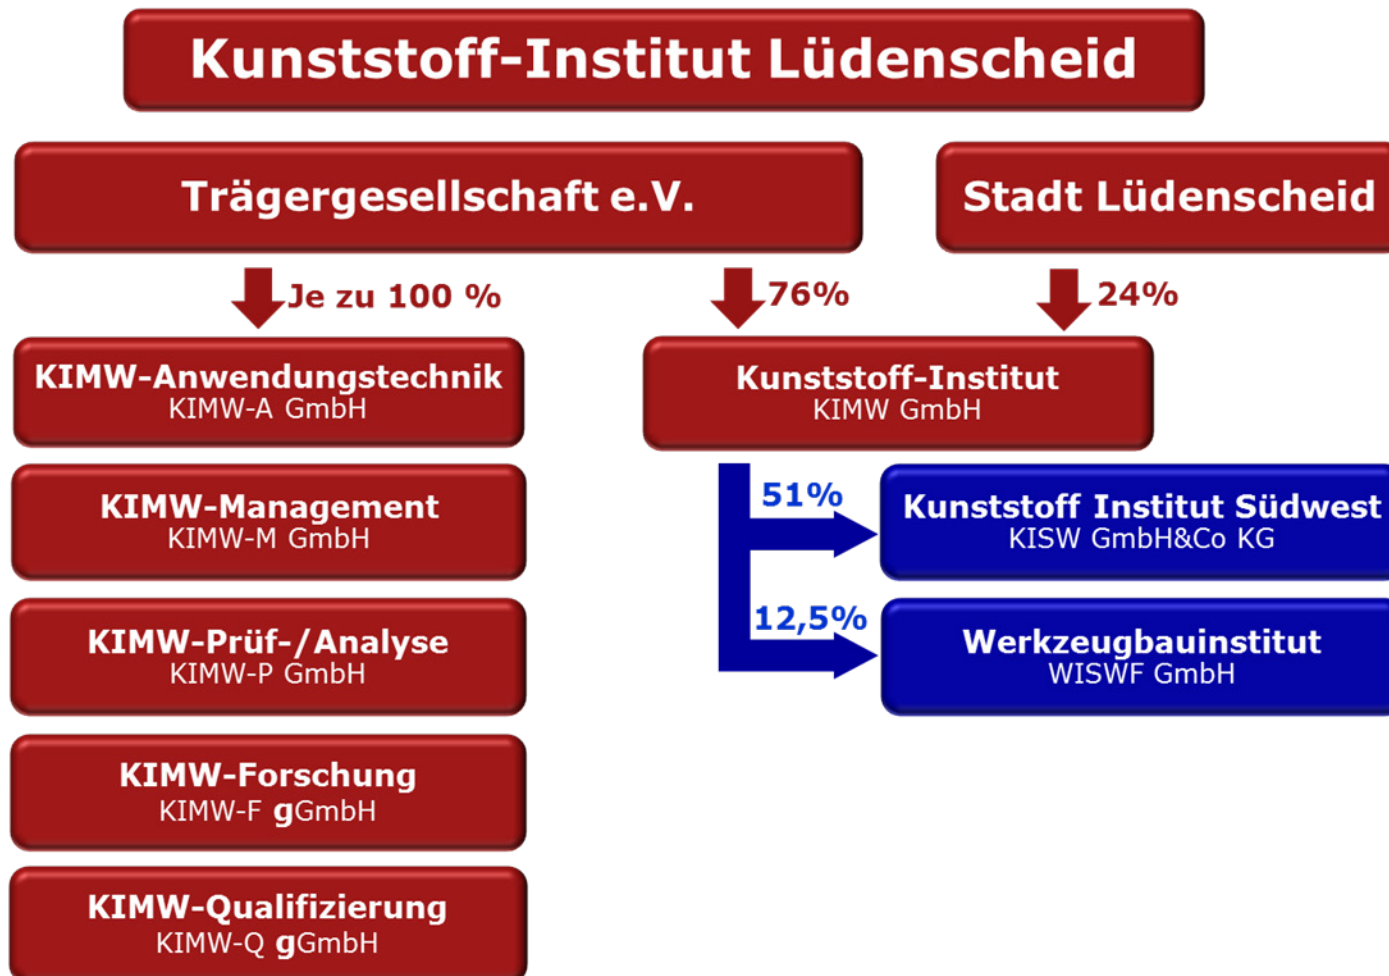 Kunststoff-Institut Lüdenscheid
Trägergesellschaft e.V.
Stadt Lüdenscheid
Je zu 100 %
76%
24%
KIMW-Anwendungstechnik
KIMW-A GmbH
KIMW-Management
KIMW-M GmbH
KIMW-Prüf-/Analyse
KIMW-P GmbH
KIMW-Forschung
KIMW-F gGmbH
KIMW-Qualifizierung
KIMW-Q gGmbH
Kunststoff-Institut
KIMW GmbH
51%
Kunststoff Institut Südwest
KISW GmbH&Co KG
12,5%
Werkzeugbauinstitut
WISWF GmbH